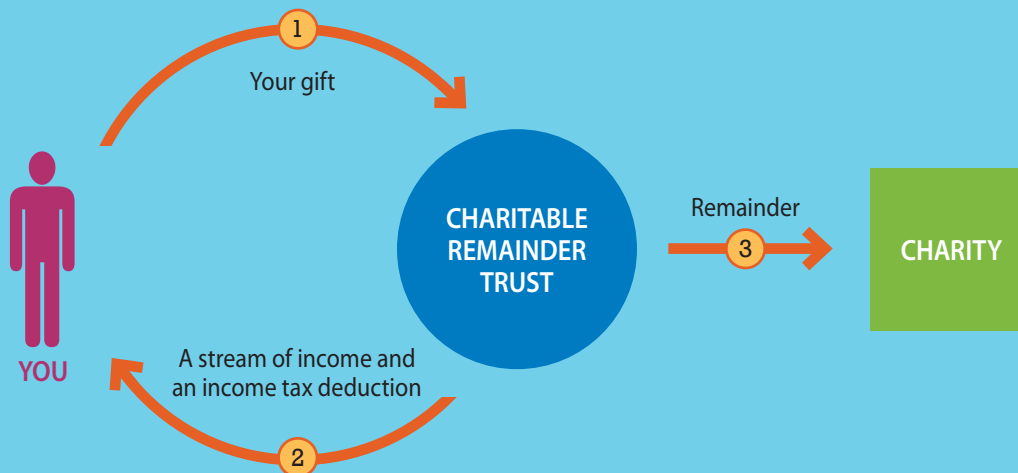 1
Your gift
CHARITABLE
REMAINDER
TRUST
Remainder
3
CHARITY
YOU
A stream of income and
an income tax deduction
2